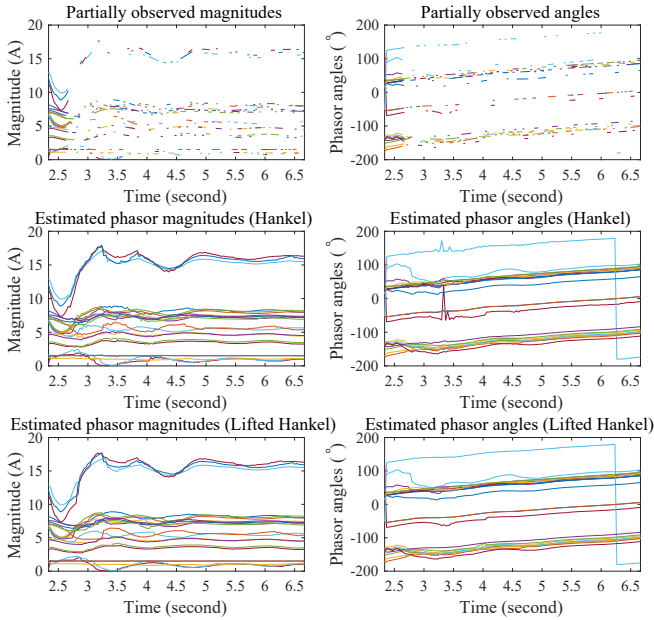 Partially observed magnitudes
20
15
10
5
0
Magnitude (A)
2.5 3 3.5 4 4.5 5 5.5 6 6.5
Time (second)
Partially observed angles
200
100
0
-100
-200
Phasor angles (°)
2.5 3 3.5 4 4.5 5 5.5 6 6.5
Time (second)
Estimated phasor magnitudes (Hankel)
20
15
10
5
0
Magnitude (A)
2.5 3 3.5 4 4.5 5 5.5 6 6.5
Time (second)
Estimated phasor angles (Hankel)
200
100
0
-100
-200
Phasor angles (°)
2.5 3 3.5 4 4.5 5 5.5 6 6.5
Time (second)
Estimated phasor magnitudes (Lifted Hankel)
20
15
10
5
0
Magnitude (A)
2.5 3 3.5 4 4.5 5 5.5 6 6.5
Time (second)
Estimated phasor angles (Lifted Hankel)
200
100
0
-100
-200
Phasor angles (°)
2.5 3 3.5 4 4.5 5 5.5 6 6.5
Time (second)